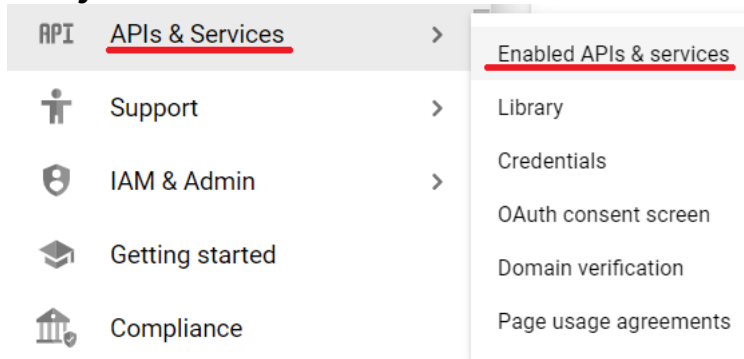 API APIs & Services
Support
IAM & Admin
Getting started
Compliance
Enabled APIs & services
Library
Credentials
OAuth consent screen
Domain verification
Page usage agreements